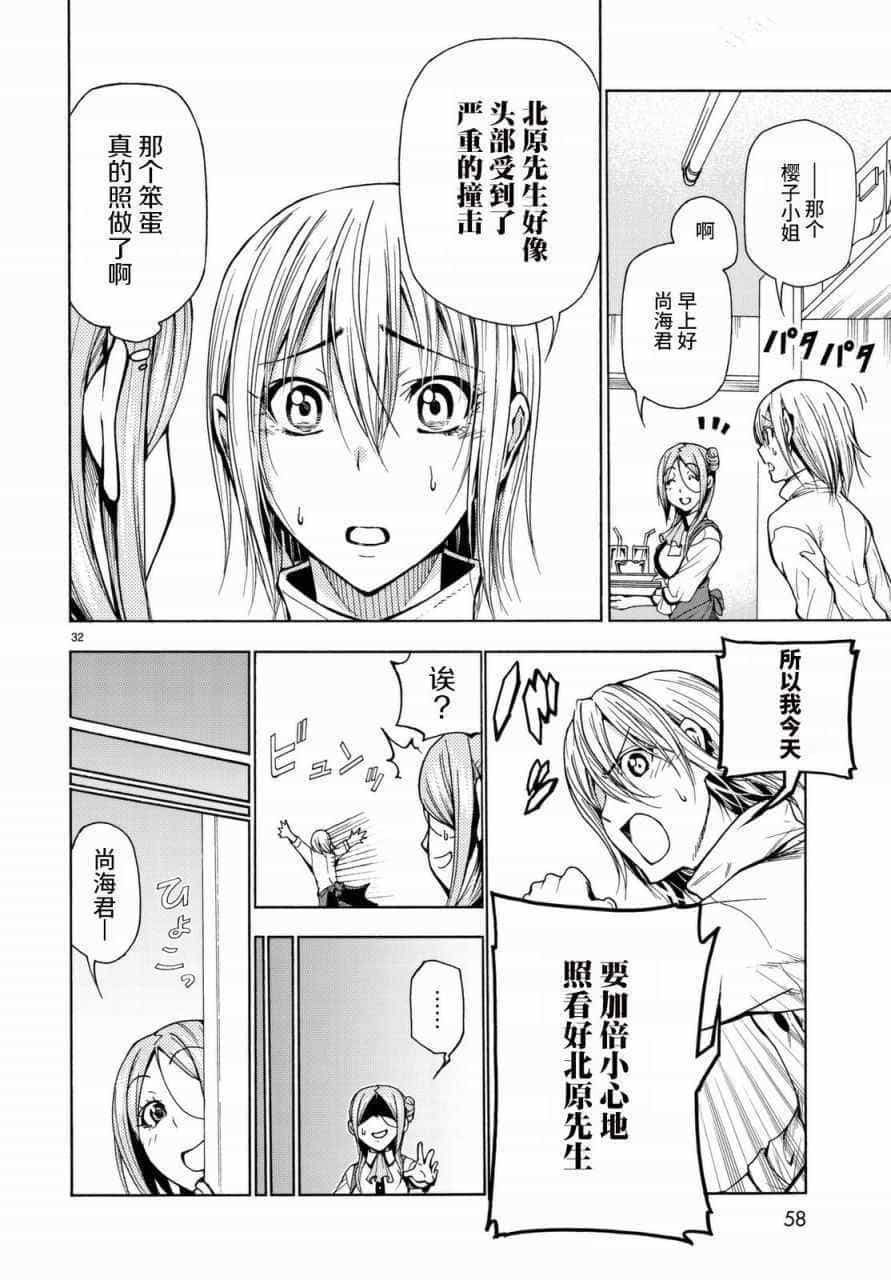 ——那个
樱子小姐
啊
早上好
尚海君
パタ
パタ
北原先生好像
头部受到了
严重的撞击
那个笨蛋
真的照做了啊
32
所以我今天
要加倍小心地
照看好北原先生
诶？
ビュンッ
……
尚海君—
ひょこっ
58